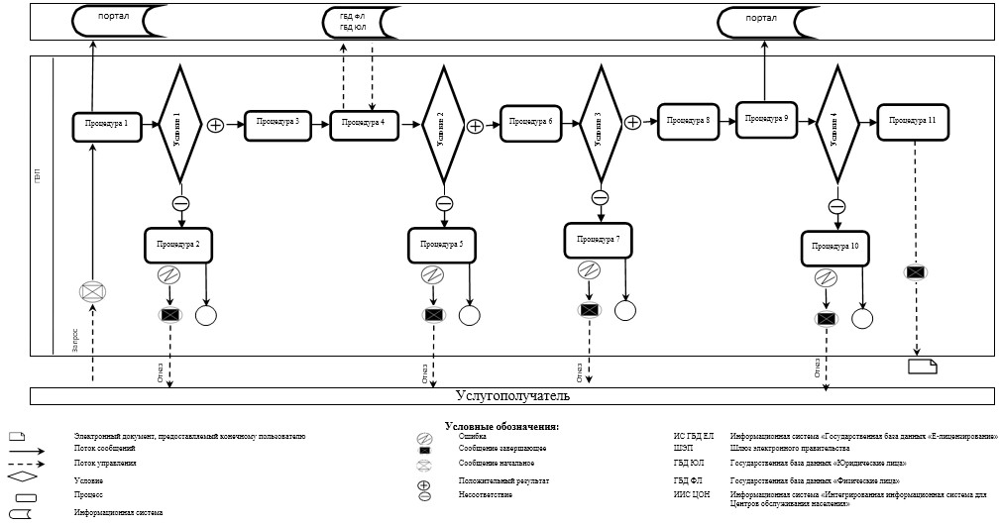 портал
ГБД ФЛ
ГБД ЮЛ
портал
ПЭП
Процедура 1
Условие 1
Процедура 3
Процедура 4
Условие 2
Процедура 6
Условие 3
Процедура 8
Процедура 9
Условие 4
Процедура 11
Процедура 2
Процедура 5
Процедура 7
Процедура 10
Запрос
Отказ
Отказ
Отказ
Отказ
Услугополучатель
Условные обозначения:
Электронный документ, предоставляемый конечному пользователю
Поток сообщений
Поток управления
Условие
Процесс
Информационная система
Ошибка
Сообщение завершающее
Сообщение начальное
Положительный результат
Несоответствие
ИС ГБД ЕЛ Информационная система «Государственная база данных «Е-лицензирование»
ШЭП Шлюз электронного правительства
ГБД ЮЛ Государственная база данных «Юридические лица»
ГБД ФЛ Государственная база данных «Физические лица»
ИИС ЦОН Информационная система «Интегрированная информационная система для
Центров обслуживания населения»